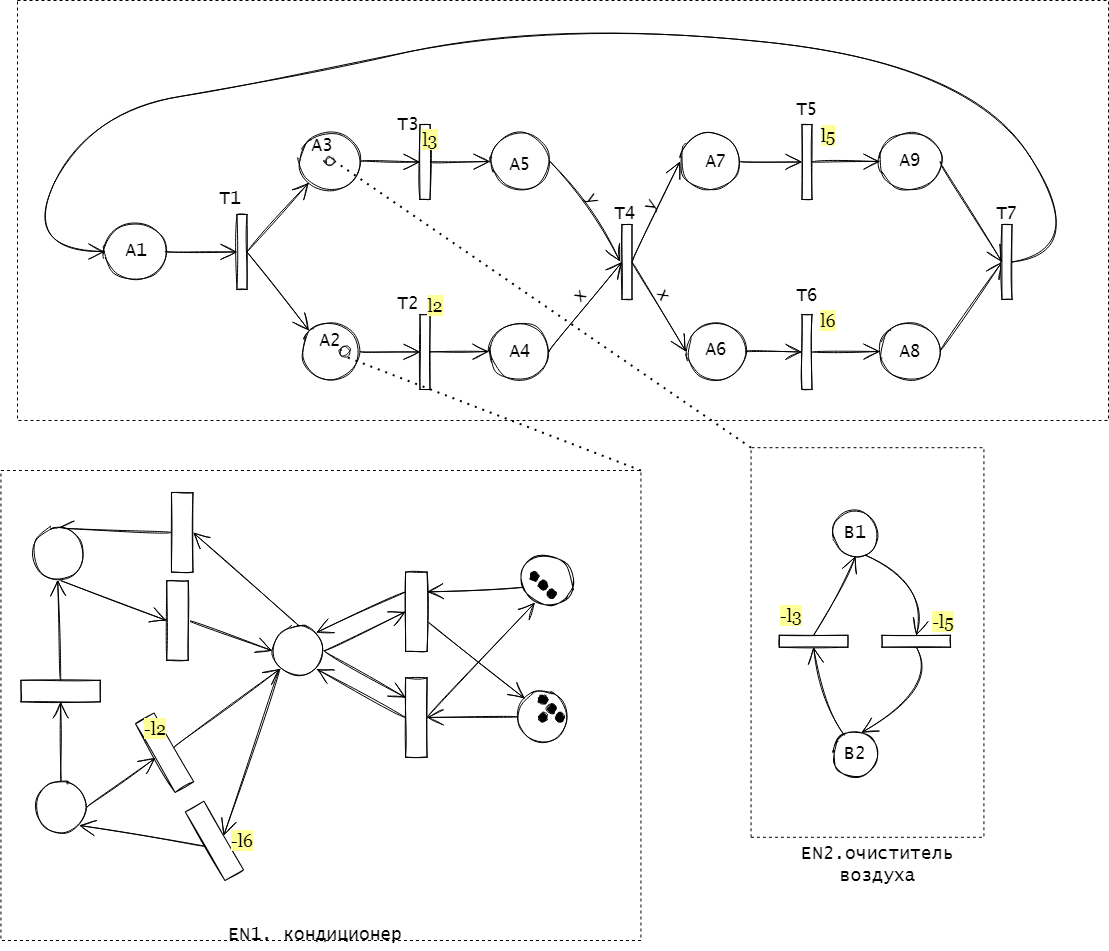 T5
T3
A3
l3
l5
A5
A7
A9
T1
T4
T7
y
y
A1
x
x
T2
l2
T6
l6
A2
A4
A6
A8
B1
-l3
-l5
-l2
B2
-l6
EN2.очиститель
воздуха
EN1. кондиционер